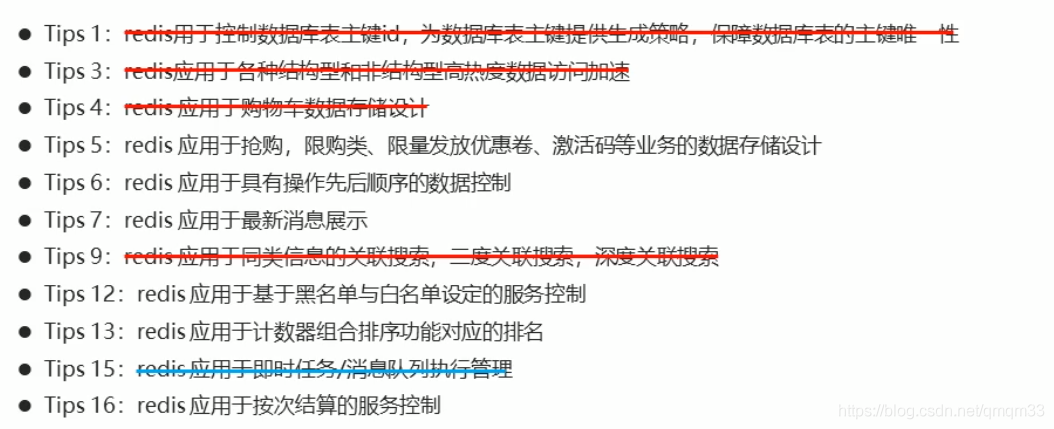 ● Tips 1：redis用于控制数据库表主键id，为数据库表主键提供生成策略，保障数据库表的主键唯一性
● Tips 3：redis应用于各种结构型和非结构型高热度数据访问加速
● Tips 4：redis 应用于购物车数据存储设计
● Tips 5：redis 应用于抢购，限购类、限量发放优惠卷、激活码等业务的数据存储设计
● Tips 6：redis 应用于具有操作先后顺序的数据控制
● Tips 7：redis 应用于最新消息展示
● Tips 9：redis 应用于同类信息的关联搜索，二度关联搜索，深度关联搜索
● Tips 12：redis 应用于基于黑名单与白名单设定的服务控制
● Tips 13：redis 应用于计数器组合排序功能对应的排名
● Tips 15：redis 应用于即时任务/消息队列执行管理
● Tips 16：redis 应用于按次结算的服务控制
https://blog.csdn.net/qmqm33